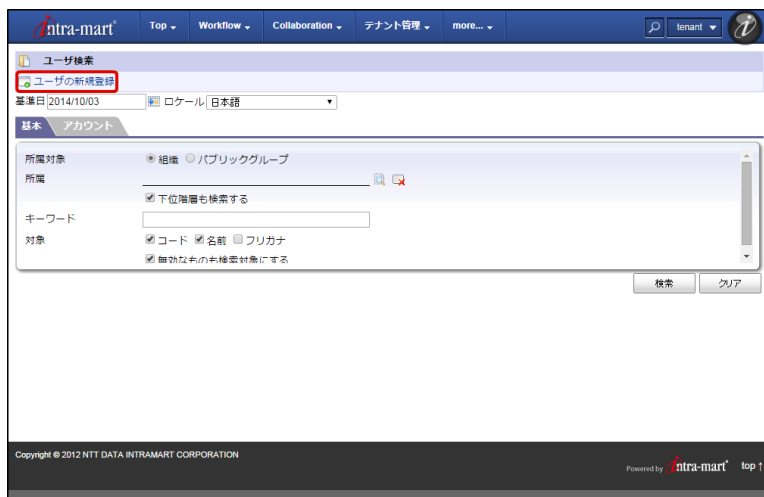 intra-mart Top Workflow Collaboration テナント管理 more... tenant
ユーザ検索
ユーザの新規登録
基準日 2014/10/03 ロケール 日本語
基本 アカウント
所属対象 組織 パブリックグループ
所属
下位階層も検索する
キーワード
対象 コード 名前 フリガナ
無効なものも検索対象にする
検索 クリア
Copyright © 2012 NTT DATA INTRAMART CORPORATION
Powered by intra-mart top ↑